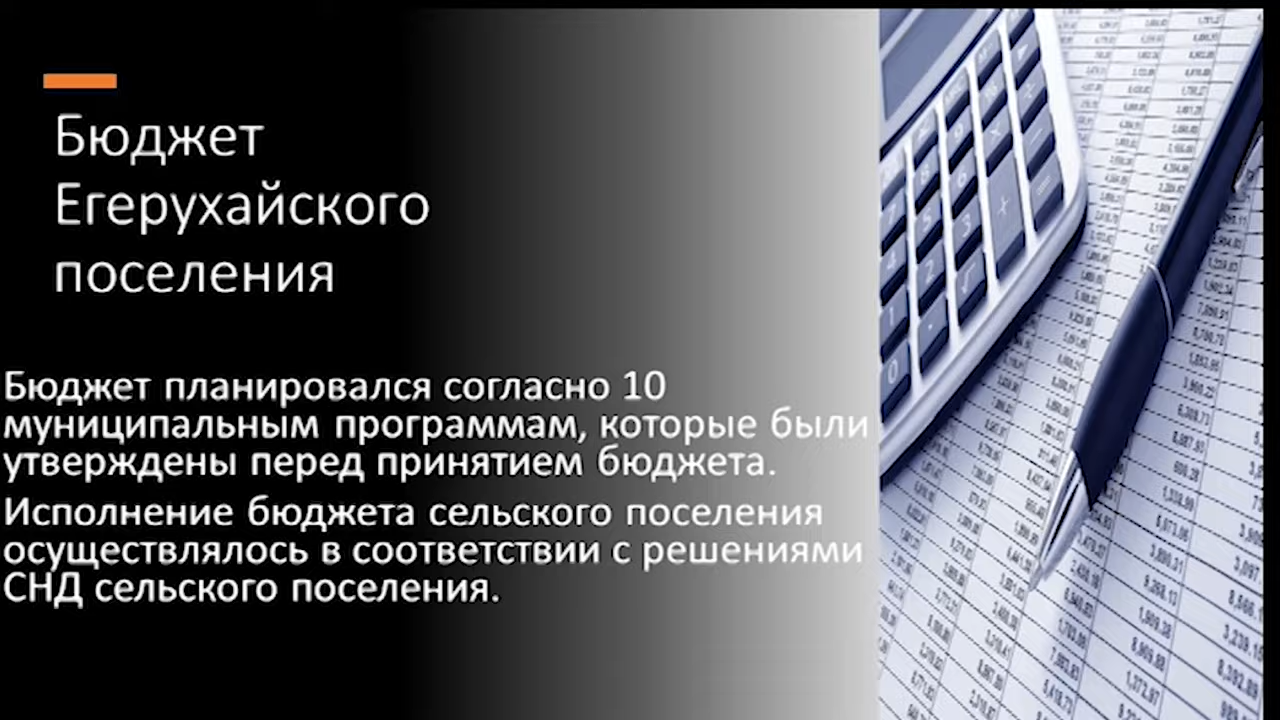 Бюджет
Егерухайского
поселения
Бюджет планировался согласно 10
муниципальным программам, которые были
утверждены перед принятием бюджета.
Исполнение бюджета сельского поселения
осуществлялось в соответствии с решениями
СНД сельского поселения.